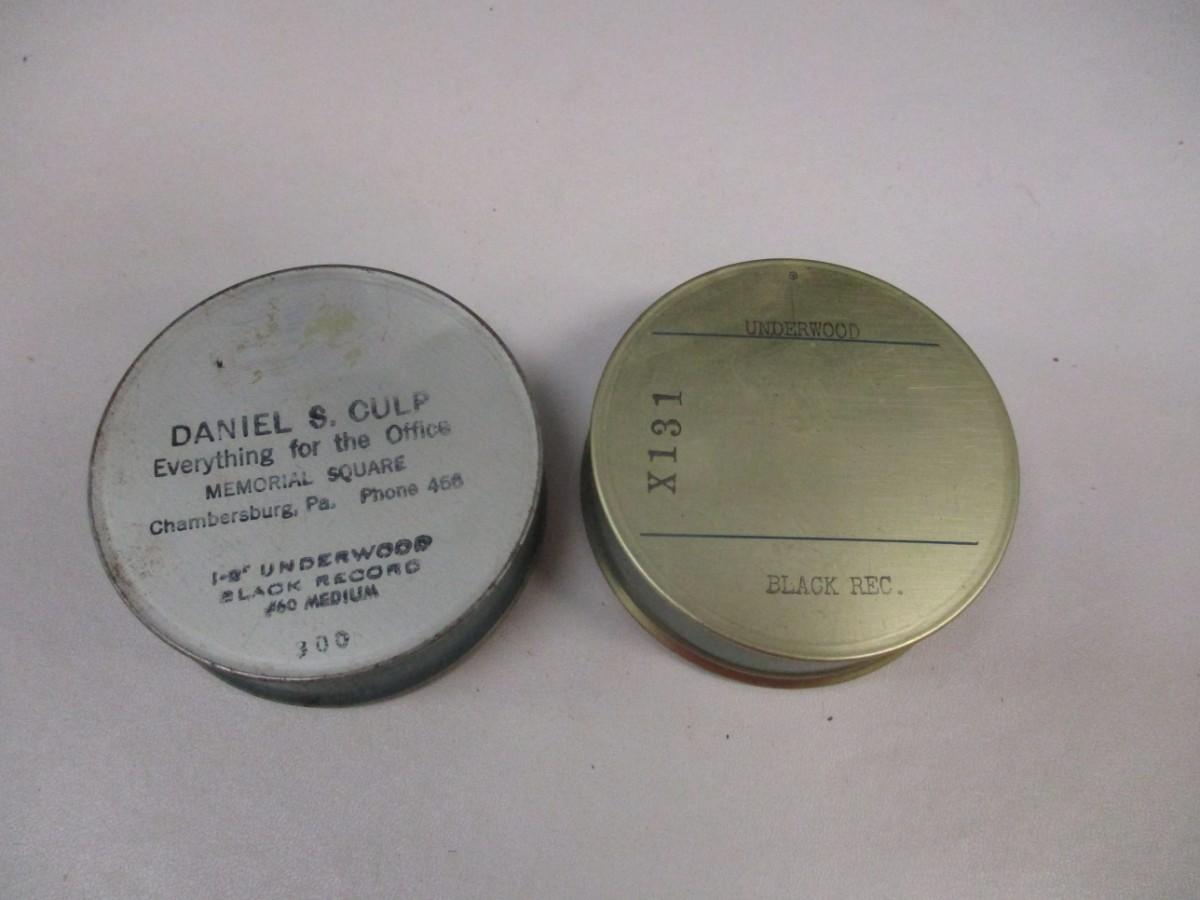 DANIEL S. CULP
Everything for the Office
MEMORIAL SQUARE
Chambersburg, Pa. Phone 466
UNDERWOOD
BLACK RECORD
#60 MEDIUM
300
UNDERWOOD
X131
BLACK REC.